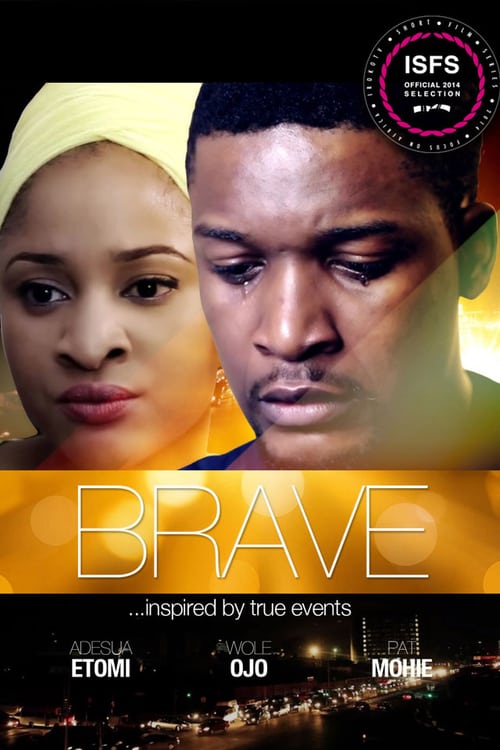 IROKOTV • SHORT • FILM • SERIES • 2014 • FOCUS ON AFRICA
ISFS
OFFICIAL 2014
SELECTION
BRAVE
...inspired by true events
ADESUA WOLE PAT
ETOMI OJO MOHIE